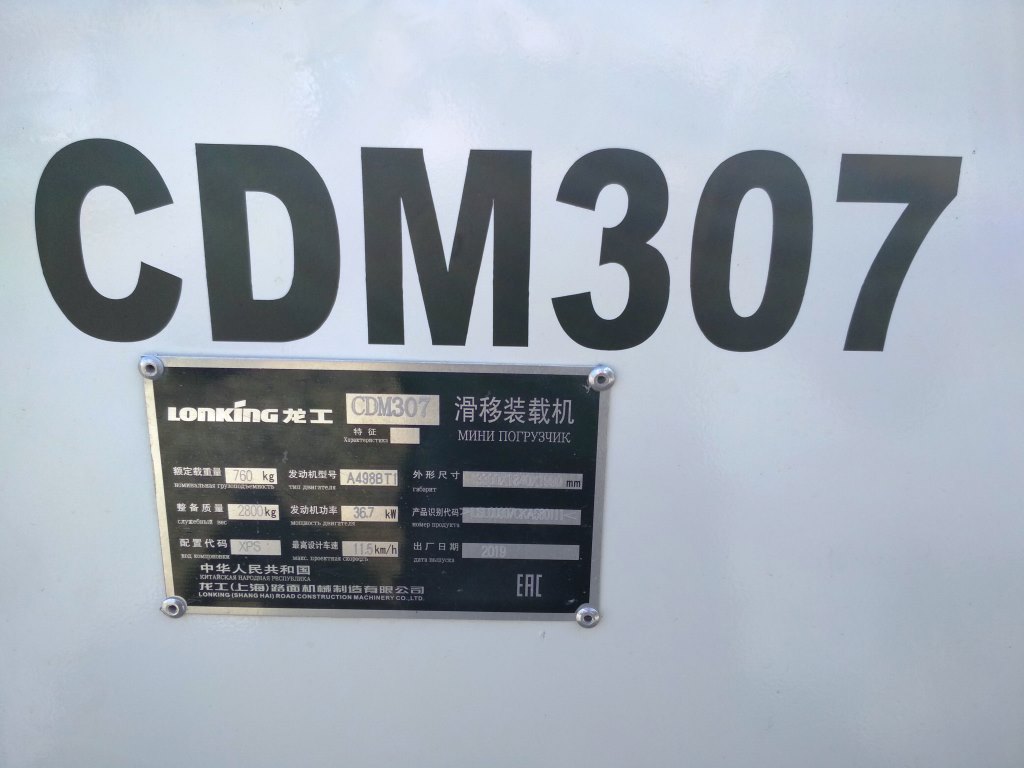 CDM307
LONKING 龙工 CDM307 滑移装载机
特征
Характеристика МИНИ ПОГРУЗЧИК
额定载重量 760 kg 发动机型号 A498BT1 外形尺寸 mm
номинальная грузоподъемность тип двигателя габарит
整备质量 2800 kg 发动机功率 36.7 kW 产品识别代码
служебный вес мощность двигателя номер продукта
配置代码 XPS 最高设计车速 11.5 km/h 出厂日期 2019
код компоновки макс. проектная скорость дата выпуска
中华人民共和国
КИТАЙСКАЯ НАРОДНАЯ РЕСПУБЛИКА
龙工(上海)路面机械制造有限公司 EAC
LONKING (SHANG HAI) ROAD CONSTRUCTION MACHINERY CO.,LTD.